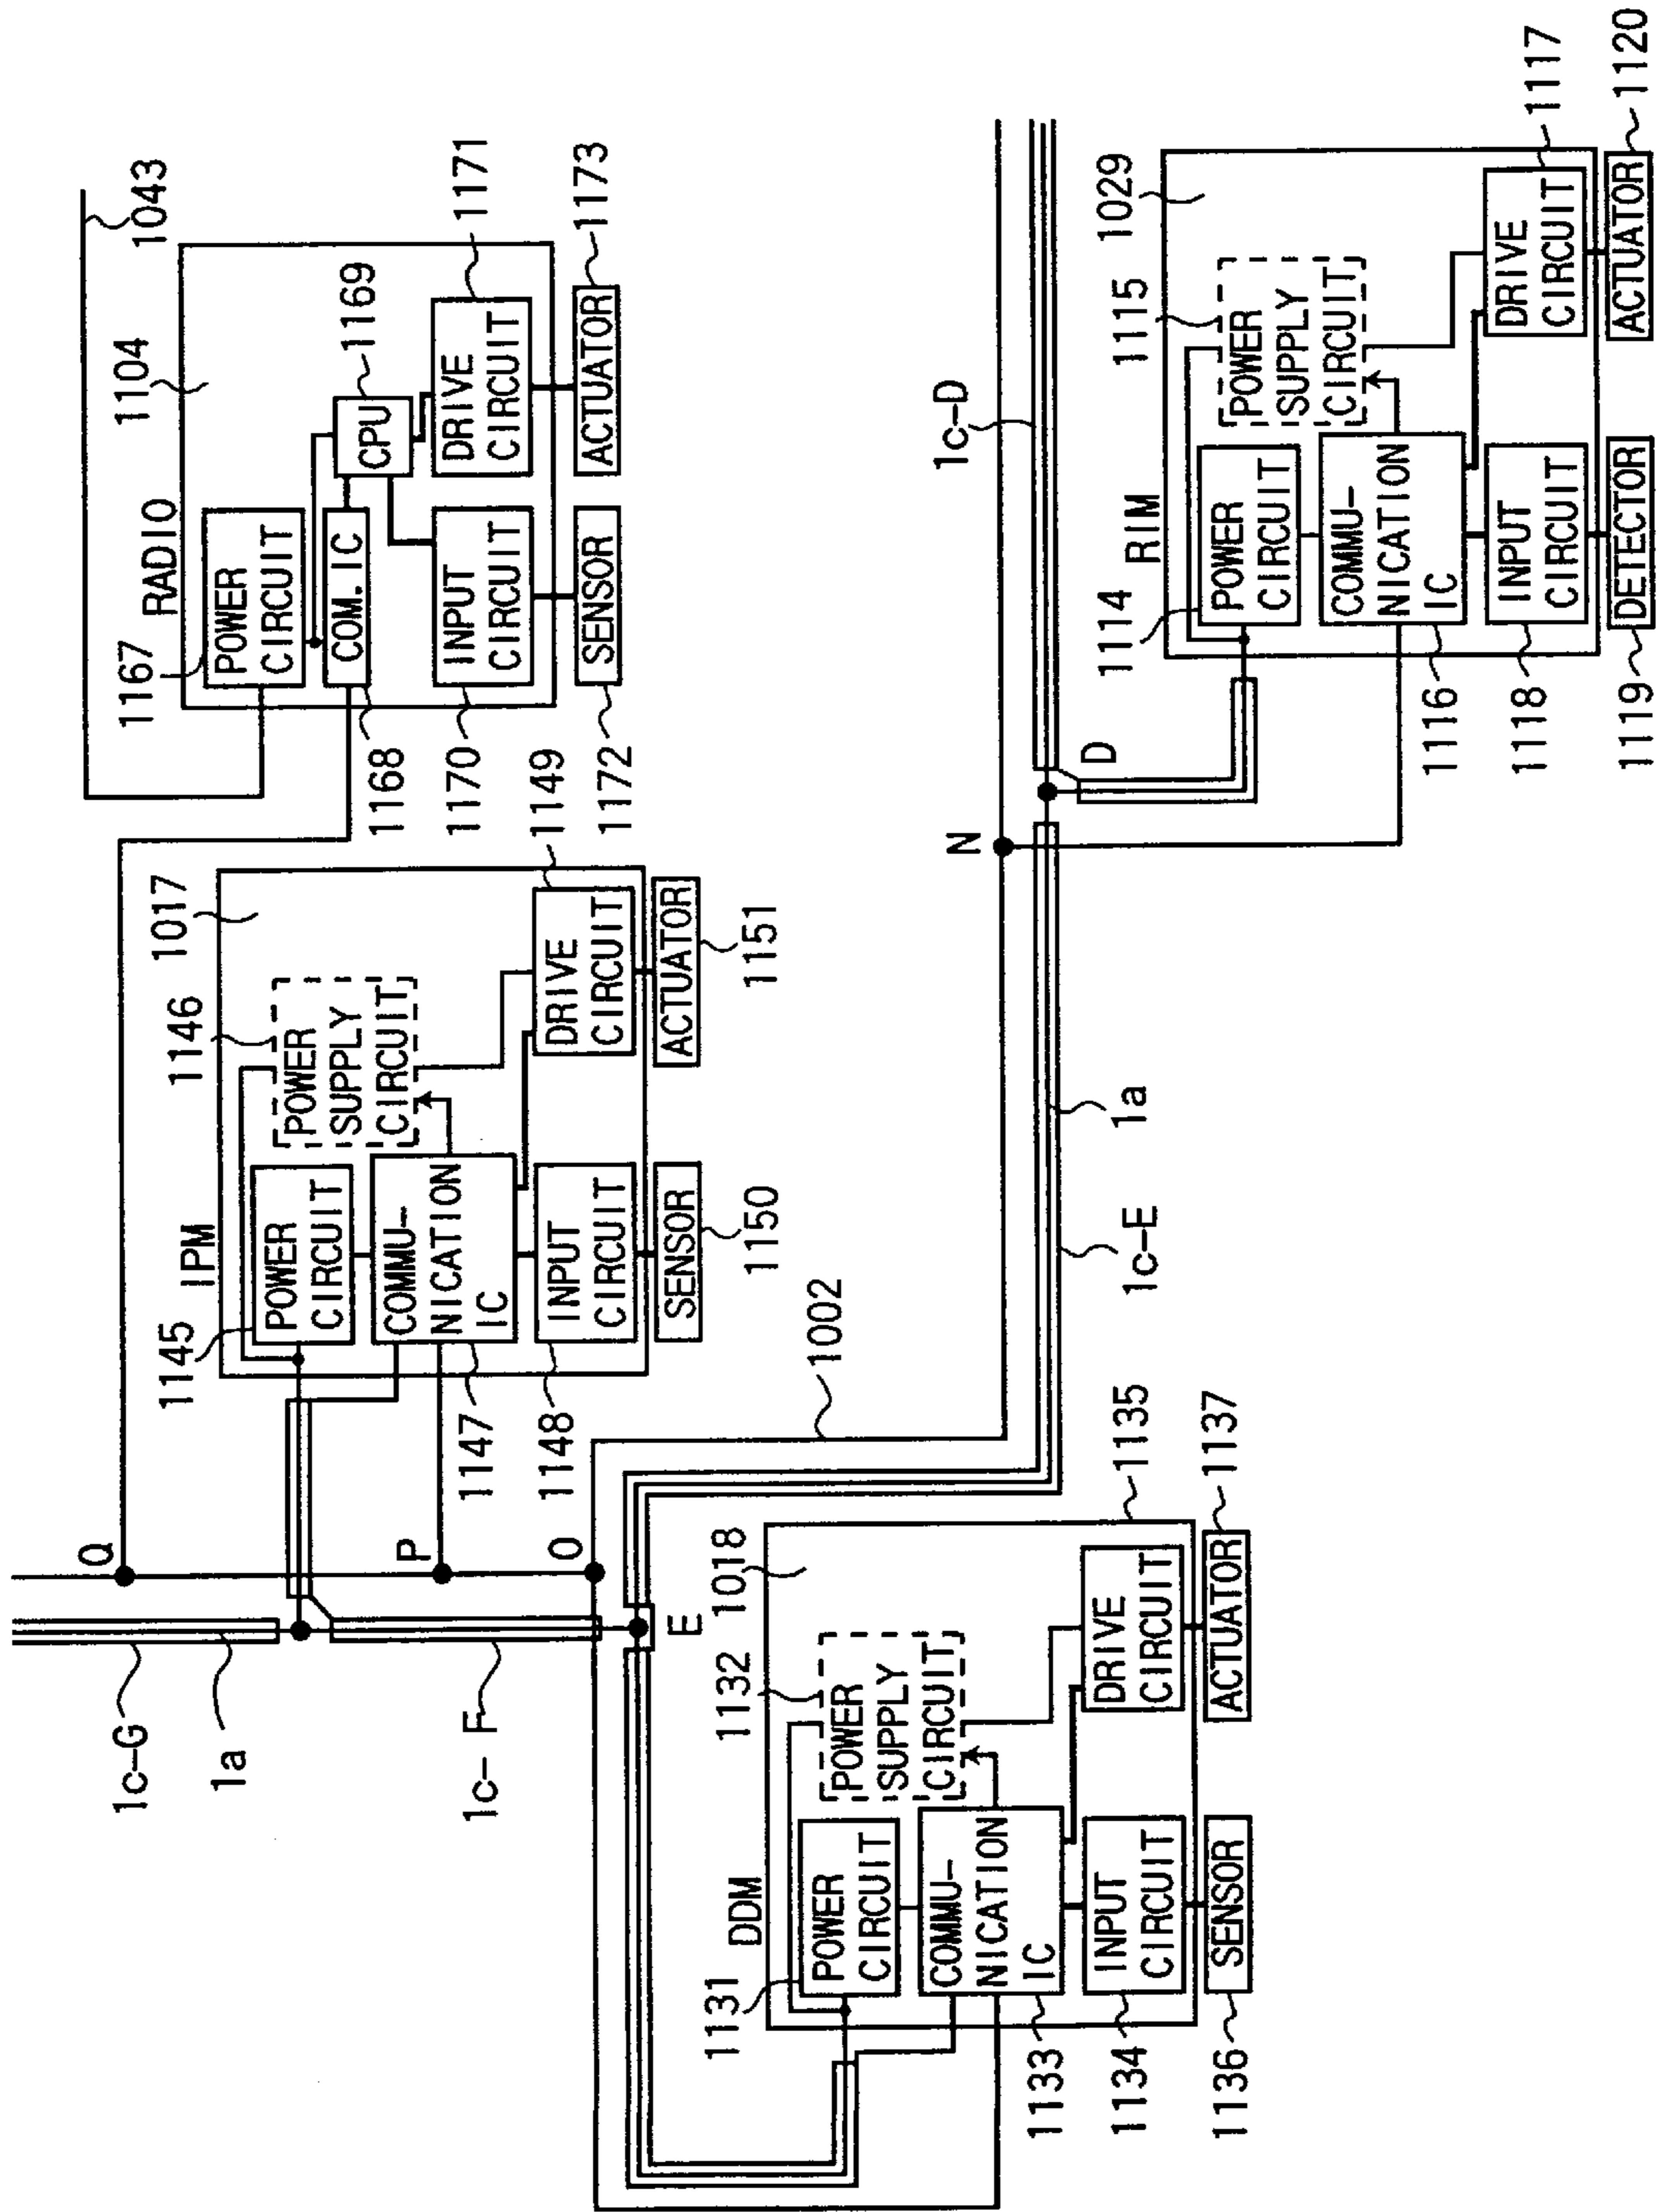 1043
RADIO
1104
1167
POWER
CIRCUIT
CPU
1169
COM.IC
1168
INPUT
CIRCUIT
1170
DRIVE
CIRCUIT
1171
SENSOR
1172
ACTUATOR
1173
Q
P
O
1c-G
1a
1c-F
E
IPM
1017
1145
POWER
CIRCUIT
1146
POWER
SUPPLY
CIRCUIT
COMMU-
NICATION
IC
1147
INPUT
CIRCUIT
1148
DRIVE
CIRCUIT
1149
SENSOR
1150
ACTUATOR
1151
1002
DDM
1018
1131
POWER
CIRCUIT
1132
POWER
SUPPLY
CIRCUIT
COMMU-
NICATION
IC
1133
INPUT
CIRCUIT
1134
DRIVE
CIRCUIT
1135
SENSOR
1136
ACTUATOR
1137
N
D
1c-D
1a
1c-E
RIM
1029
1114
POWER
CIRCUIT
1115
POWER
SUPPLY
CIRCUIT
COMMU-
NICATION
IC
1116
INPUT
CIRCUIT
1118
DRIVE
CIRCUIT
1117
DETECTOR
1119
ACTUATOR
1120